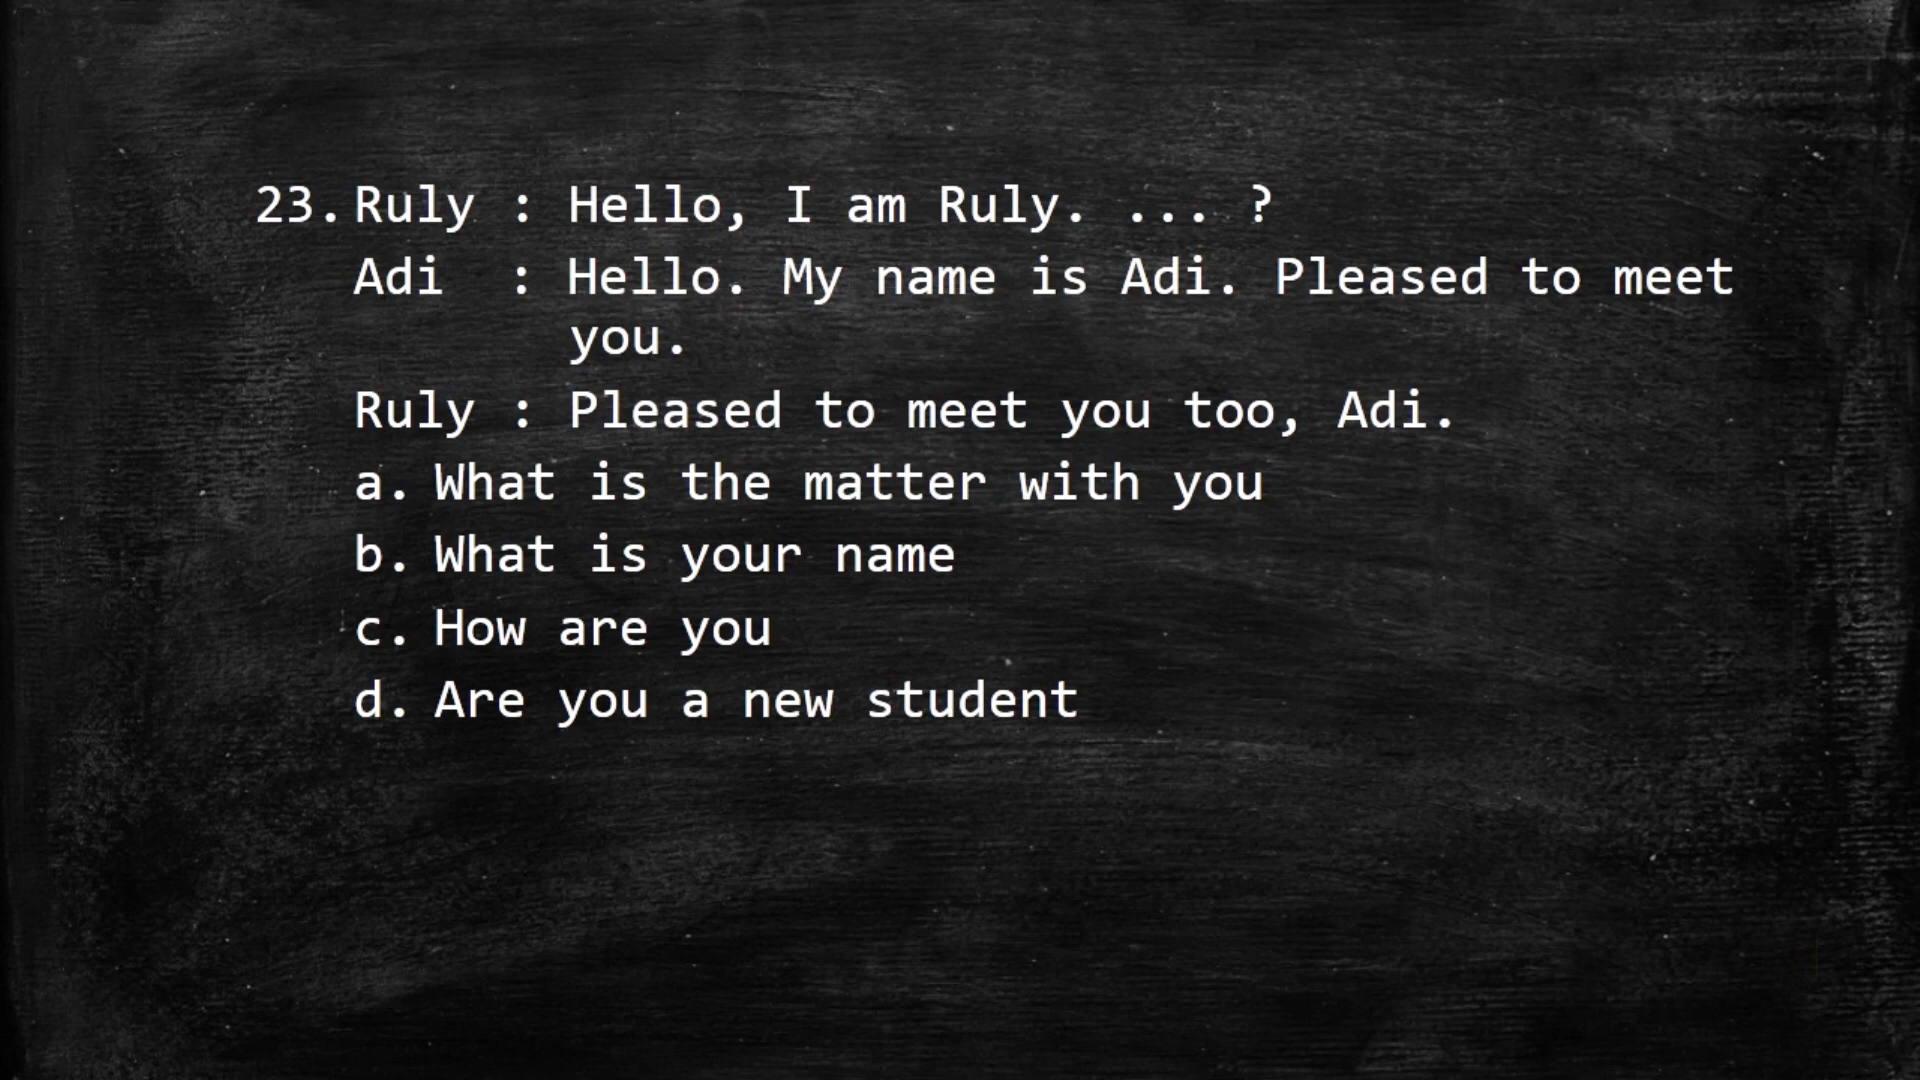 23. Ruly : Hello, I am Ruly. ... ?
Adi : Hello. My name is Adi. Pleased to meet
you.
Ruly : Pleased to meet you too, Adi.
a. What is the matter with you
b. What is your name
c. How are you
d. Are you a new student